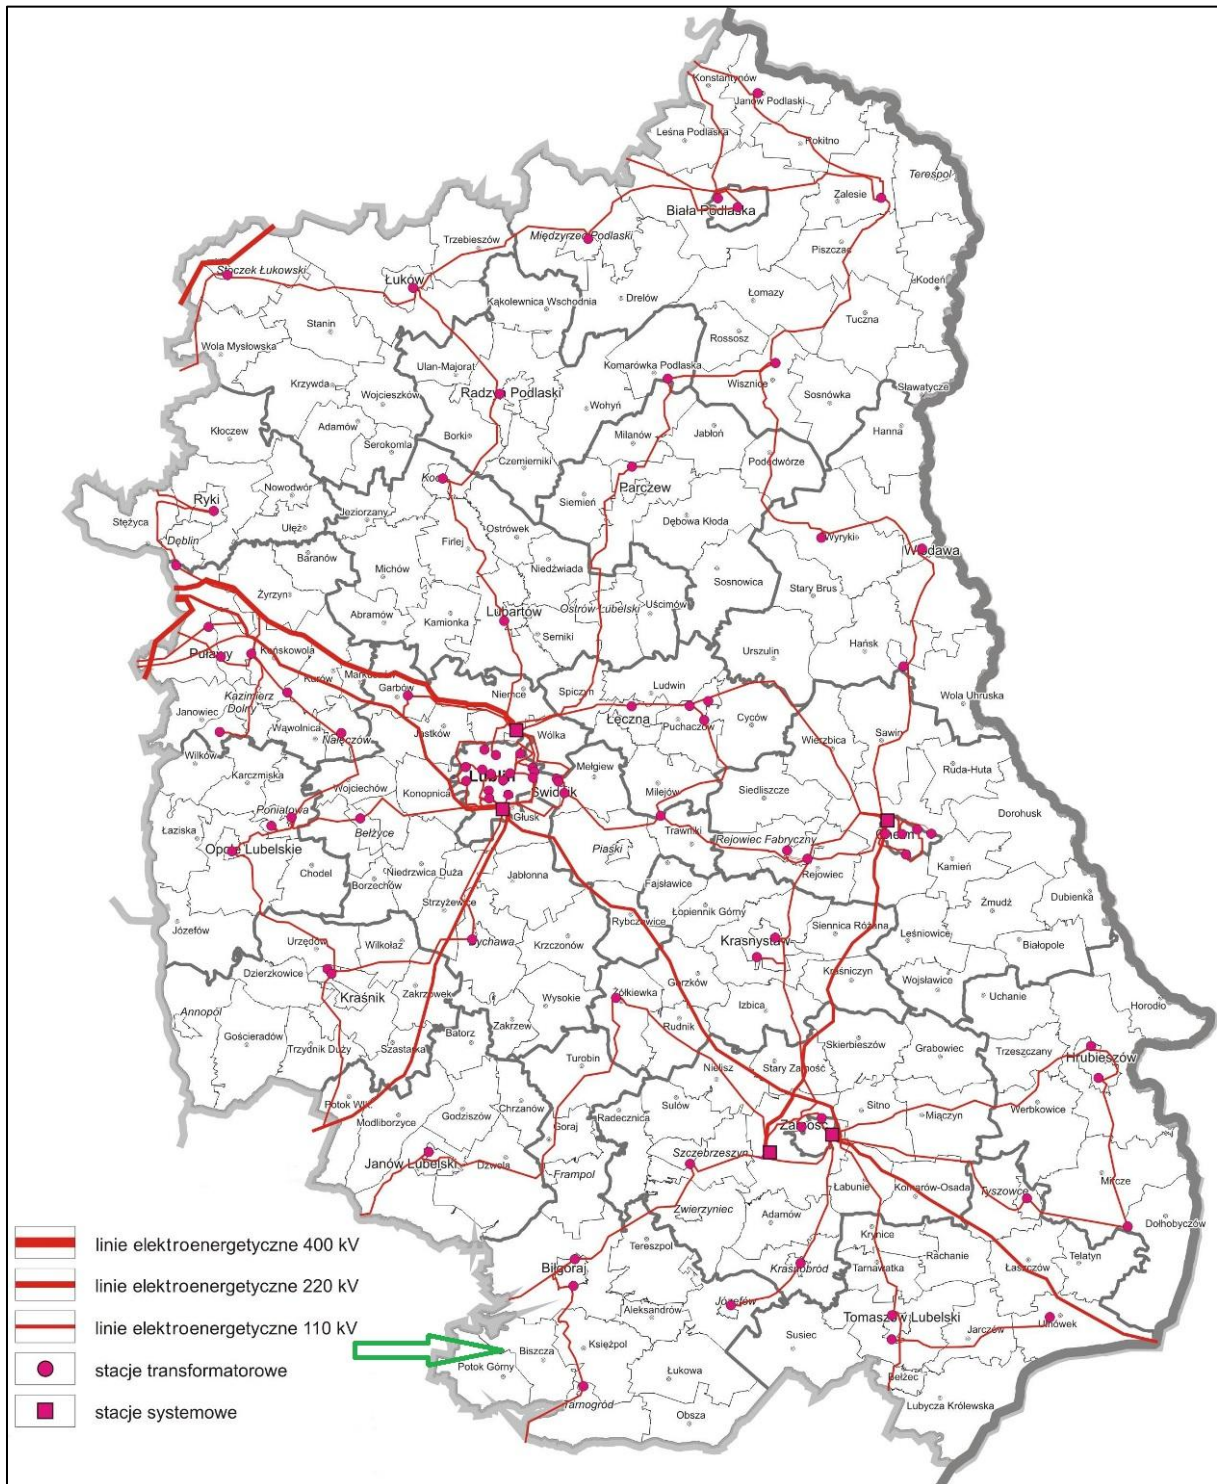 Konstantynów
Janów Podlaski
Leśna Podlaska
Rokitno
Terespol
Zalesie
Biała Podlaska
Trzebieszów
Międzyrzec Podlaski
Piszczac
Stoczek Łukowski
Łuków
Kąkolewnica Wschodnia
Drelów
Łomazy
Kodeń
Stanin
Tuczna
Wola Mysłowska
Rossosz
Ulan-Majorat
Komarówka Podlaska
Wisznice
Krzywda
Wojcieszków
Radzyń Podlaski
Sławatycze
Sosnówka
Wohyń
Adamów
Kłoczew
Serokomla
Borki
Milanów
Jabłoń
Hanna
Czemierniki
Podedwórze
Kock
Parczew
Nowodwór
Ryki
Siemień
Stężyca
Jeziorzany
Dębowa Kłoda
Ułęż
Ostrówek
Dęblin
Firlej
Wyryki
Włodawa
Baranów
Niedźwiada
Michów
Sosnowica
Stary Brus
Żyrzyn
Abramów
Kamionka
Lubartów
Ostrów Lubelski
Uścimów
Serniki
Hańsk
Puławy
Końskowola
Urszulin
Kurów
Markuszów
Garbów
Niemce
Spiczyn
Ludwin
Wola Uhruska
Kazimierz
Dolny
Janowiec
Łęczna
Puchaczów
Cyców
Wąwolnica
Nałęczów
Jastków
Wólka
Wierzbica
Sawin
Wilków
Karczmiska
Lublin
Mełgiew
Ruda-Huta
Wojciechów
Konopnica
Świdnik
Milejów
Siedliszcze
Poniatowa
Głusk
Dorohusk
Łaziska
Bełżyce
Trawniki
Rejowiec Fabryczny
Chełm
Opole Lubelskie
Piaski
Rejowiec
Kamień
Chodel
Niedrzwica Duża
Jabłonna
Fajsławice
Borzechów
Strzyżewice
Łopiennik Górny
Żmudź
Dubienka
Józefów
Rybczewice
Siennica Różana
Leśniowice
Urzędów
Wilkołaz
Bychawa
Krzczonów
Krasnystaw
Białopole
Dzierzkowice
Gorzków
Kraśniczyn
Wojsławice
Kraśnik
Zakrzówek
Wysokie
Żółkiewka
Izbica
Uchanie
Horodło
Annopol
Zakrzew
Rudnik
Gościeradów
Batorz
Skierbieszów
Trzydnik Duży
Szastarka
Turobin
Grabowiec
Trzeszczany
Hrubieszów
Nielisz
Stary Zamość
Potok Wlk.
Chrzanów
Sułów
Sitno
Werbkowice
Modliborzyce
Godziszów
Radecznica
Miączyn
Goraj
Zamość
Janów Lubelski
Dzwola
Szczebrzeszyn
Frampol
Łabunie
Komarów-Osada
Tyszowce
Mircze
Zwierzyniec
Adamów
Dołhobyczów
Krynice
Tereszpol
Rachanie
Telatyn
Biłgoraj
Krasnobród
Tarnawatka
Łaszczów
Józefów
Aleksandrów
Tomaszów Lubelski
Ulhówek
Susiec
Jarczów
Księżpol
Biszcza
Potok Górny
Łukowa
Bełżec
Tarnogród
Lubycza Królewska
Obsza
linie elektroenergetyczne 400 kV
linie elektroenergetyczne 220 kV
linie elektroenergetyczne 110 kV
stacje transformatorowe
stacje systemowe